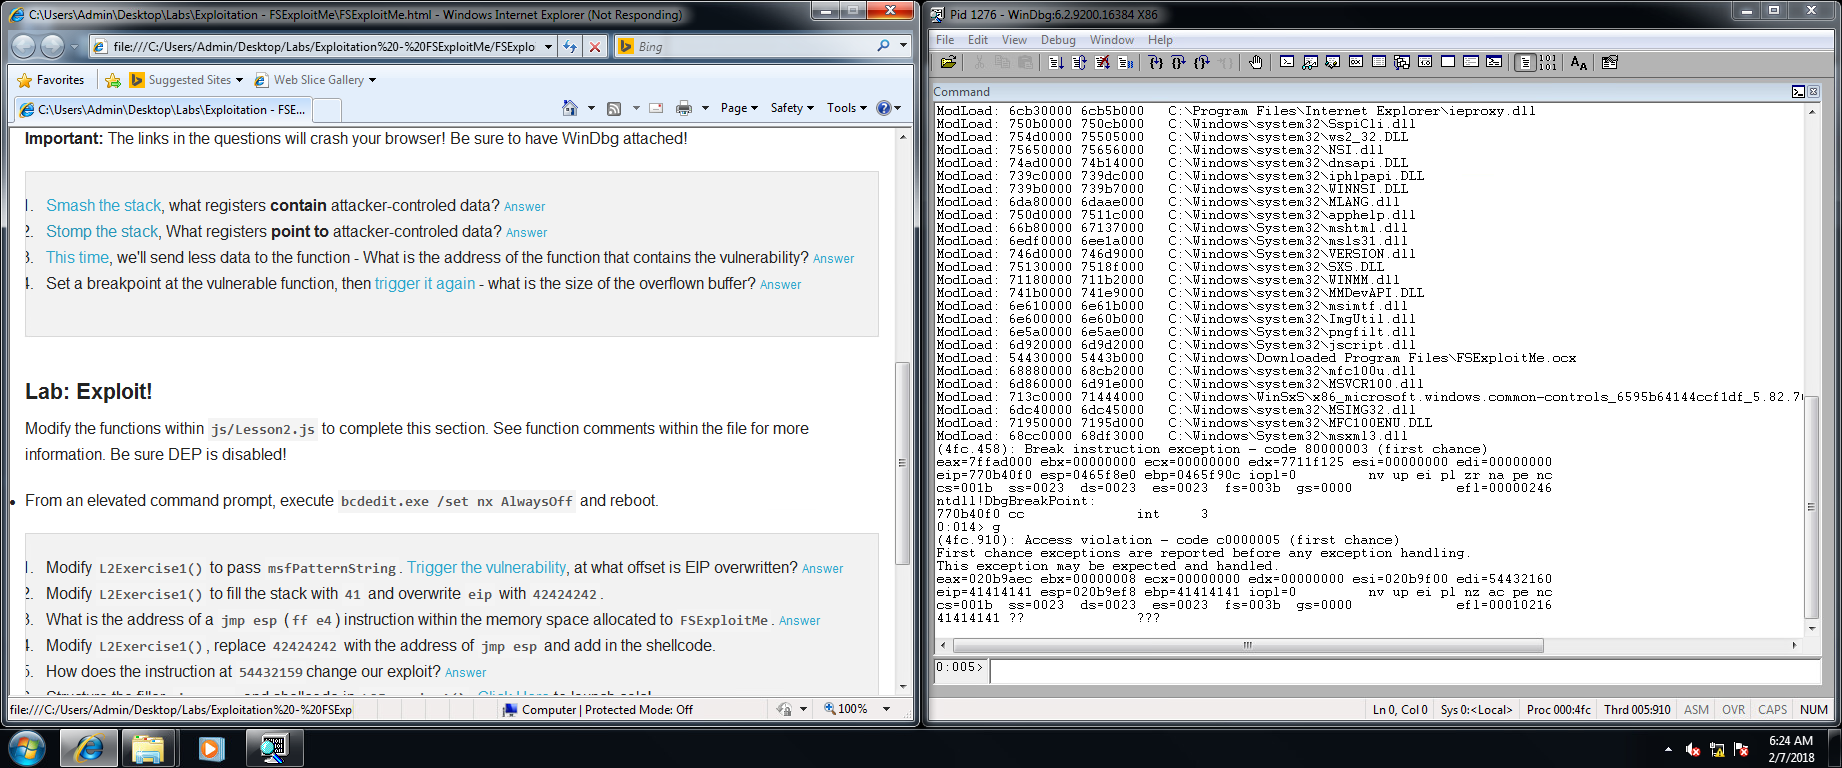 C:\Users\Admin\Desktop\Labs\Exploitation - FSExploitMe\FSExploitMe.html - Windows Internet Explorer (Not Responding)
file:///C:/Users/Admin/Desktop/Labs/Exploitation%20-%20FSExploitMe/FSExplo
Bing
Favorites
Suggested Sites
Web Slice Gallery
C:\Users\Admin\Desktop\Labs\Exploitation - FSE...
Page
Safety
Tools
Important: The links in the questions will crash your browser! Be sure to have WinDbg attached!
1. Smash the stack, what registers contain attacker-controled data? Answer
2. Stomp the stack, What registers point to attacker-controled data? Answer
3. This time, we'll send less data to the function - What is the address of the function that contains the vulnerability? Answer
4. Set a breakpoint at the vulnerable function, then trigger it again - what is the size of the overflown buffer? Answer
Lab: Exploit!
Modify the functions within js/Lesson2.js to complete this section. See function comments within the file for more
information. Be sure DEP is disabled!
• From an elevated command prompt, execute bcdedit.exe /set nx AlwaysOff and reboot.
1. Modify L2Exercise1() to pass msfPatternString. Trigger the vulnerability, at what offset is EIP overwritten? Answer
2. Modify L2Exercise1() to fill the stack with 41 and overwrite eip with 42424242.
3. What is the address of a jmp esp (ff e4) instruction within the memory space allocated to FSExploitMe. Answer
4. Modify L2Exercise1(), replace 42424242 with the address of jmp esp and add in the shellcode.
5. How does the instruction at 54432159 change our exploit? Answer
file:///C:/Users/Admin/Desktop/Labs/Exploitation%20-%20FSExp
Computer | Protected Mode: Off
100%
Pid 1276 - WinDbg:6.2.9200.16384 X86
File Edit View Debug Window Help
Command
ModLoad: 6cb30000 6cb5b000 C:\Program Files\Internet Explorer\ieproxy.dll
ModLoad: 750b0000 750cb000 C:\Windows\system32\SspiCli.dll
ModLoad: 754d0000 75505000 C:\Windows\system32\ws2_32.DLL
ModLoad: 75650000 75656000 C:\Windows\system32\NSI.dll
ModLoad: 74ad0000 74b14000 C:\Windows\system32\dnsapi.DLL
ModLoad: 739c0000 739dc000 C:\Windows\system32\iphlpapi.DLL
ModLoad: 739b0000 739b7000 C:\Windows\system32\WINNSI.DLL
ModLoad: 6da80000 6daae000 C:\Windows\system32\MLANG.dll
ModLoad: 750d0000 7511c000 C:\Windows\system32\apphelp.dll
ModLoad: 66b80000 67137000 C:\Windows\system32\mshtml.dll
ModLoad: 6edf0000 6ee1a000 C:\Windows\system32\msls31.dll
ModLoad: 746d0000 746d9000 C:\Windows\system32\VERSION.dll
ModLoad: 75130000 7518f000 C:\Windows\system32\SXS.DLL
ModLoad: 71180000 711b2000 C:\Windows\system32\WINMM.dll
ModLoad: 741b0000 741e9000 C:\Windows\system32\MMDevAPI.DLL
ModLoad: 6e610000 6e61b000 C:\Windows\system32\msimtf.dll
ModLoad: 6e600000 6e60b000 C:\Windows\System32\ImgUtil.dll
ModLoad: 6e5a0000 6e5ae000 C:\Windows\System32\pngfilt.dll
ModLoad: 6d920000 6d9d2000 C:\Windows\System32\jscript.dll
ModLoad: 54430000 5443b000 C:\Windows\Downloaded Program Files\FSExploitMe.ocx
ModLoad: 68880000 68cb2000 C:\Windows\system32\mfc100u.dll
ModLoad: 6d860000 6d91e000 C:\Windows\system32\MSVCR100.dll
ModLoad: 713c0000 71444000 C:\Windows\WinSxS\x86_microsoft.windows.common-controls_6595b64144ccf1df_5.82.7
ModLoad: 6dc40000 6dc45000 C:\Windows\system32\MSIMG32.dll
ModLoad: 71950000 7195d000 C:\Windows\system32\MFC100ENU.DLL
ModLoad: 68cc0000 68df3000 C:\Windows\System32\msxml3.dll
(4fc.458): Break instruction exception - code 80000003 (first chance)
eax=7ffad000 ebx=00000000 ecx=00000000 edx=7711f125 esi=00000000 edi=00000000
eip=770b40f0 esp=0465f8e0 ebp=0465f90c iopl=0 nv up ei pl zr na pe nc
cs=001b ss=0023 ds=0023 es=0023 fs=003b gs=0000 efl=00000246
ntdll!DbgBreakPoint:
770b40f0 cc int 3
0:014> g
(4fc.910): Access violation - code c0000005 (first chance)
First chance exceptions are reported before any exception handling.
This exception may be expected and handled.
eax=020b9aec ebx=00000008 ecx=00000000 edx=00000000 esi=020b9f00 edi=54432160
eip=41414141 esp=020b9ef8 ebp=41414141 iopl=0 nv up ei pl nz ac pe nc
cs=001b ss=0023 ds=0023 es=0023 fs=003b gs=0000 efl=00010216
41414141 ?? ???
0:005>
Ln 0, Col 0 Sys 0:<Local> Proc 000:4fc Thrd 005:910 ASM OVR CAPS NUM
6:24 AM
2/7/2018